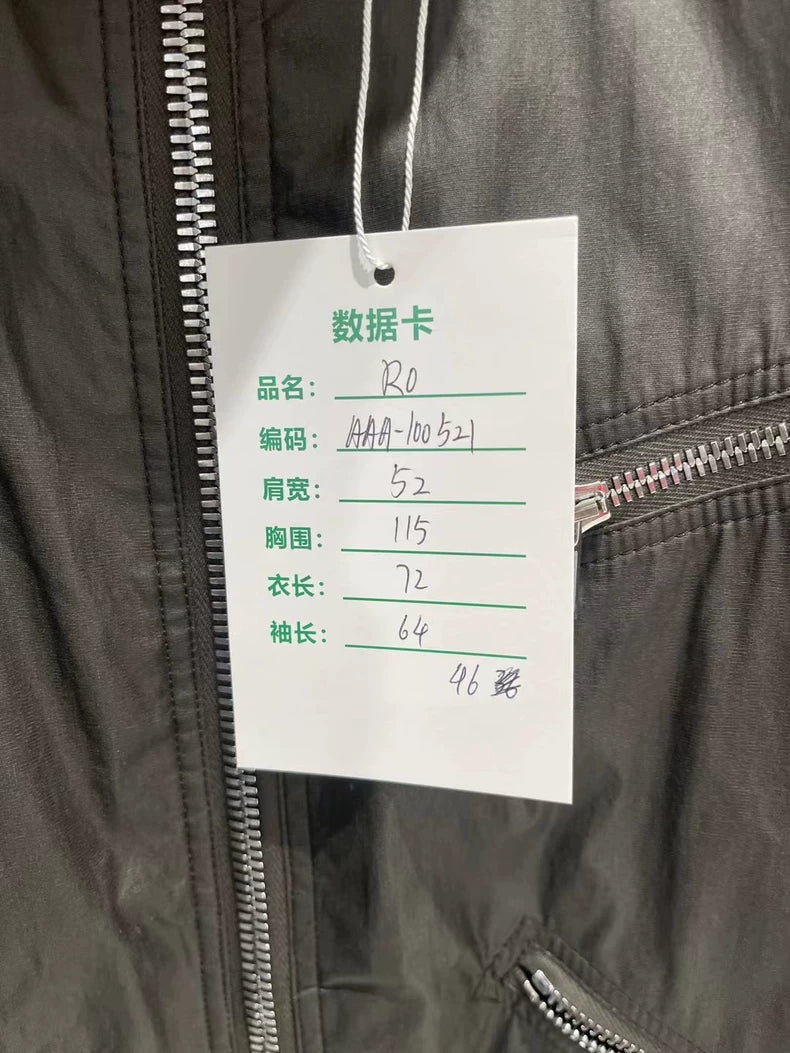 数据卡
品名： RO
编码： AAA-100521
肩宽： 52
胸围： 115
衣长： 72
袖长： 64
46